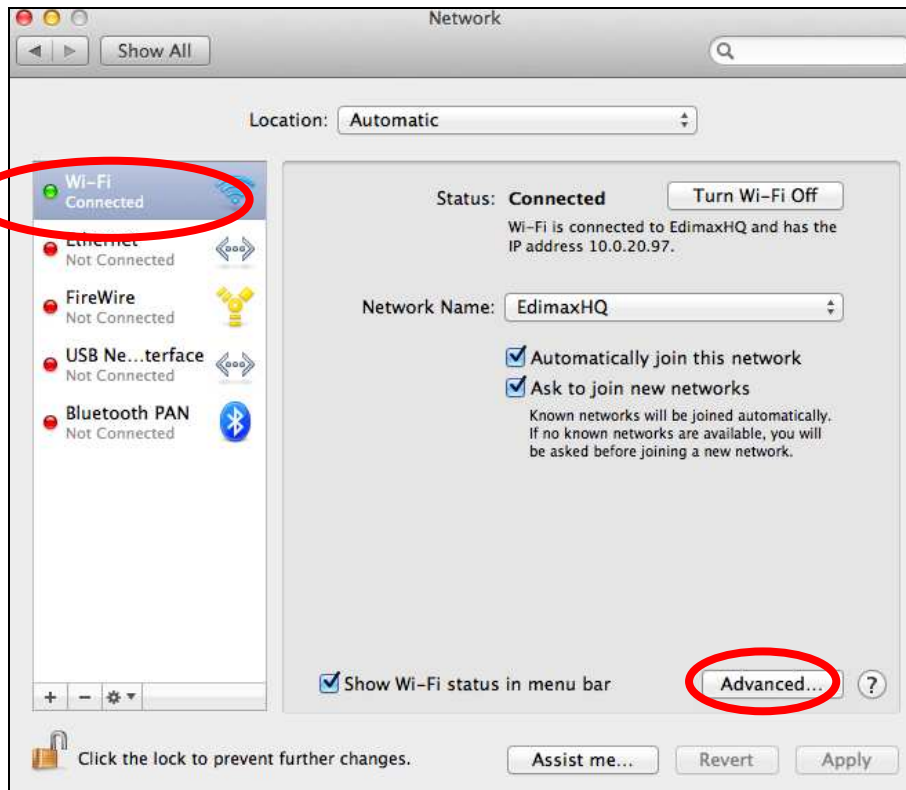 Network
Show All
Location: Automatic
Wi-Fi
Connected
Ethernet
Not Connected
FireWire
Not Connected
USB Ne...terface
Not Connected
Bluetooth PAN
Not Connected
Status: Connected
Turn Wi-Fi Off
Wi-Fi is connected to EdimaxHQ and has the
IP address 10.0.20.97.
Network Name: EdimaxHQ
Automatically join this network
Ask to join new networks
Known networks will be joined automatically.
If no known networks are available, you will
be asked before joining a new network.
Show Wi-Fi status in menu bar
Advanced...
?
Click the lock to prevent further changes.
Assist me...
Revert
Apply